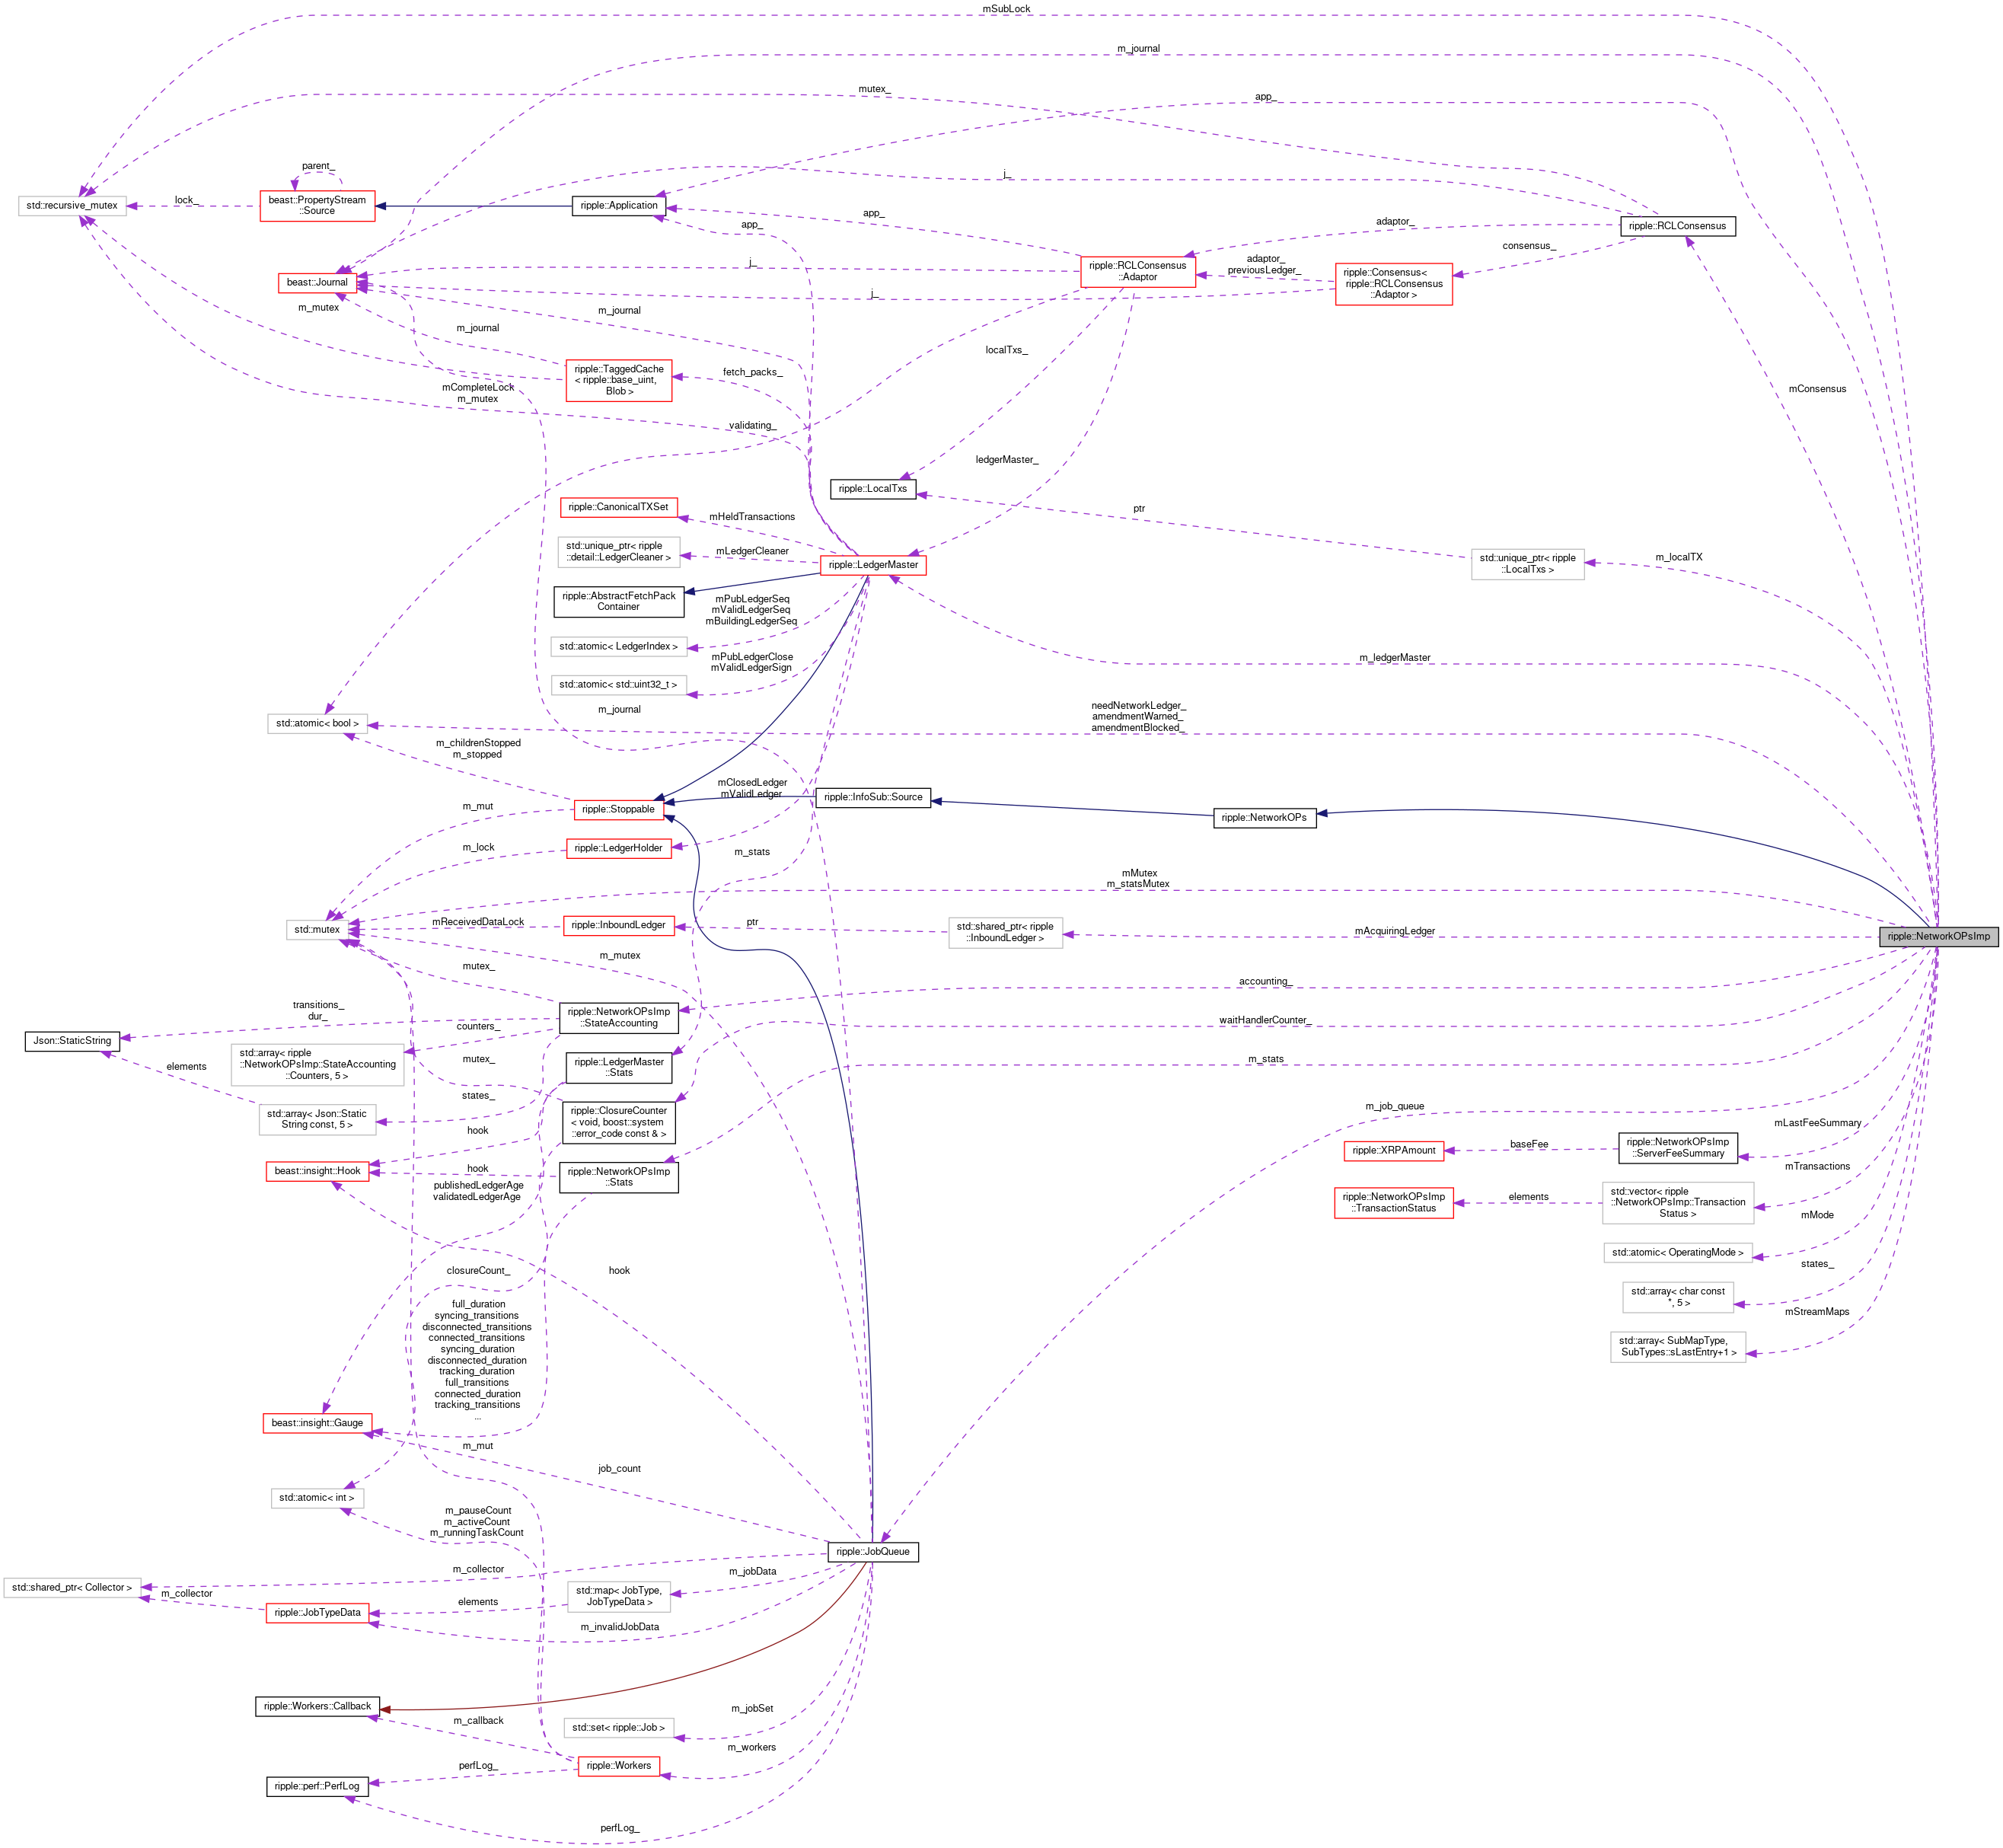 mSubLock
m_journal
mutex_
app_
parent_
j_
std::recursive_mutex
lock_
beast::PropertyStream
::Source
ripple::Application
app_
app_
adaptor_
ripple::RCLConsensus
consensus_
beast::Journal
j_
ripple::RCLConsensus
::Adaptor
adaptor_
previousLedger_
ripple::Consensus<
ripple::RCLConsensus
::Adaptor >
j_
m_mutex
m_journal
m_journal
localTxs_
ripple::TaggedCache
< ripple::base_uint,
Blob >
fetch_packs_
mCompleteLock
m_mutex
mConsensus
validating_
ledgerMaster_
ripple::LocalTxs
ptr
ripple::CanonicalTXSet
mHeldTransactions
std::unique_ptr< ripple
::detail::LedgerCleaner >
mLedgerCleaner
ripple::LedgerMaster
std::unique_ptr< ripple
::LocalTxs >
m_localTX
ripple::AbstractFetchPack
Container
mPubLedgerSeq
mValidLedgerSeq
mBuildingLedgerSeq
std::atomic< LedgerIndex >
mPubLedgerClose
mValidLedgerSign
m_ledgerMaster
std::atomic< std::uint32_t >
m_journal
std::atomic< bool >
needNetworkLedger_
amendmentWarned_
amendmentBlocked_
m_childrenStopped
m_stopped
mClosedLedger
mValidLedger
m_mut
ripple::Stoppable
ripple::InfoSub::Source
ripple::NetworkOPs
m_lock
ripple::LedgerHolder
m_stats
mMutex
m_statsMutex
std::mutex
mReceivedDataLock
ripple::InboundLedger
ptr
std::shared_ptr< ripple
::InboundLedger >
mAcquiringLedger
ripple::NetworkOPsImp
m_mutex
mutex_
accounting_
transitions_
dur_
ripple::NetworkOPsImp
::StateAccounting
waitHandlerCounter_
Json::StaticString
counters_
std::array< ripple
::NetworkOPsImp::StateAccounting
::Counters, 5 >
mutex_
ripple::LedgerMaster
::Stats
m_stats
elements
states_
std::array< Json::Static
String const, 5 >
ripple::ClosureCounter
< void, boost::system
::error_code const & >
m_job_queue
hook
mLastFeeSummary
ripple::XRPAmount
baseFee
ripple::NetworkOPsImp
::ServerFeeSummary
beast::insight::Hook
hook
ripple::NetworkOPsImp
::Stats
mTransactions
publishedLedgerAge
validatedLedgerAge
ripple::NetworkOPsImp
::TransactionStatus
elements
std::vector< ripple
::NetworkOPsImp::Transaction
Status >
mMode
std::atomic< OperatingMode >
closureCount_
hook
states_
std::array< char const
*, 5 >
full_duration
syncing_transitions
disconnected_transitions
connected_transitions
syncing_duration
disconnected_duration
tracking_duration
full_transitions
connected_duration
tracking_transitions
...
mStreamMaps
std::array< SubMapType,
SubTypes::sLastEntry+1 >
beast::insight::Gauge
m_mut
job_count
std::atomic< int >
m_pauseCount
m_activeCount
m_runningTaskCount
ripple::JobQueue
m_collector
m_jobData
std::shared_ptr< Collector >
m_collector
std::map< JobType,
JobTypeData >
elements
ripple::JobTypeData
m_invalidJobData
ripple::Workers::Callback
m_callback
m_jobSet
std::set< ripple::Job >
m_workers
perfLog_
ripple::Workers
ripple::perf::PerfLog
perfLog_